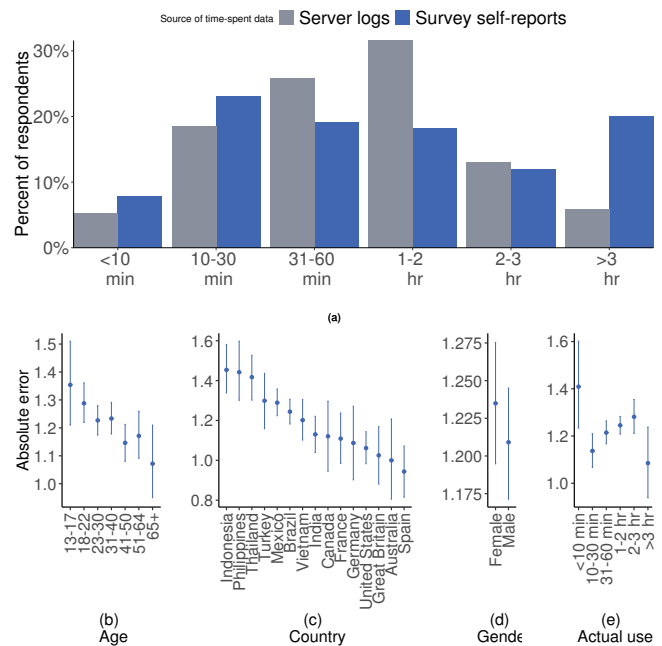 Source of time-spent data Server logs Survey self-reports
Percent of respondents
30%
20%
10%
0%
<10 min
10-30 min
31-60 min
1-2 hr
2-3 hr
>3 hr
(a)
Absolute error
1.5
1.4
1.3
1.2
1.1
1.0
13-17
18-22
23-30
31-40
41-50
51-64
65+
(b)
Age
1.6
1.4
1.2
1.0
0.8
Indonesia
Philippines
Thailand
Turkey
Mexico
Brazil
Vietnam
India
Canada
France
Germany
United States
Great Britain
Australia
Spain
(c)
Country
1.275
1.250
1.225
1.200
1.175
Female
Male
(d)
Gende
1.6
1.4
1.2
1.0
<10 min
10-30 min
31-60 min
1-2 hr
2-3 hr
>3 hr
(e)
Actual use